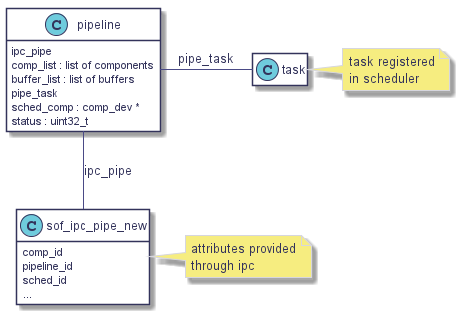 C pipeline
ipc_pipe
comp_list : list of components
buffer_list : list of buffers
pipe_task
sched_comp : comp_dev *
status : uint32_t
pipe_task
C task
task registered
in scheduler
ipc_pipe
C sof_ipc_pipe_new
comp_id
pipeline_id
sched_id
...
attributes provided
through ipc